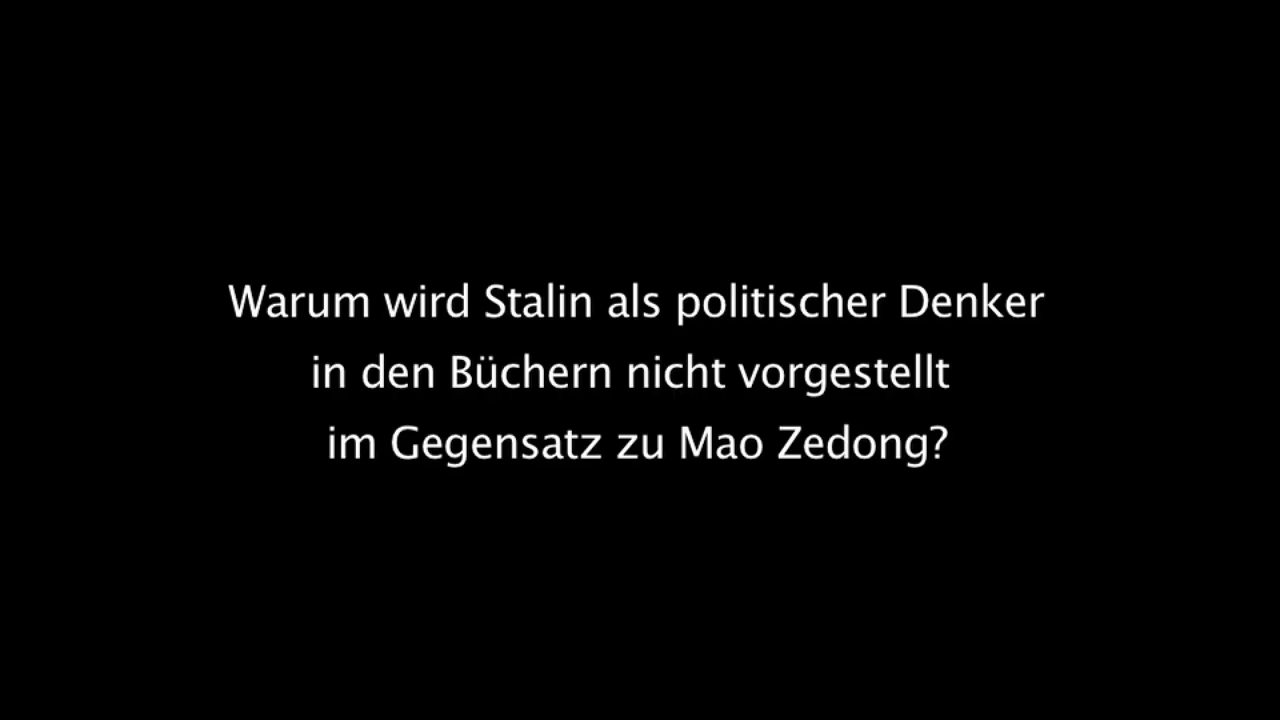 Warum wird Stalin als politischer Denker
in den Büchern nicht vorgestellt
im Gegensatz zu Mao Zedong?